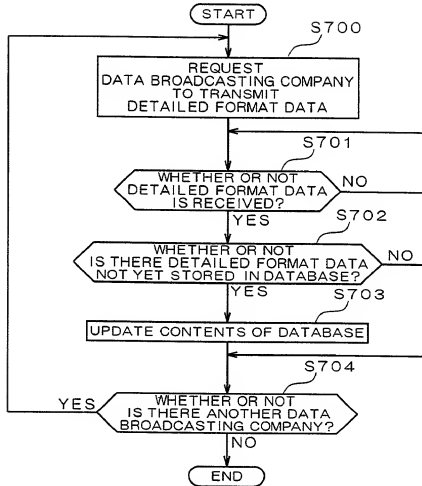 START
S700
REQUEST
DATA BROADCASTING COMPANY
TO TRANSMIT
DETAILED FORMAT DATA
S701
WHETHER OR NOT
DETAILED FORMAT DATA
IS RECEIVED?
NO
YES
S702
WHETHER OR NOT
IS THERE DETAILED FORMAT DATA
NOT YET STORED IN DATABASE?
NO
YES
S703
UPDATE CONTENTS OF DATABASE
S704
YES
WHETHER OR NOT
IS THERE ANOTHER DATA
BROADCASTING COMPANY?
NO
END